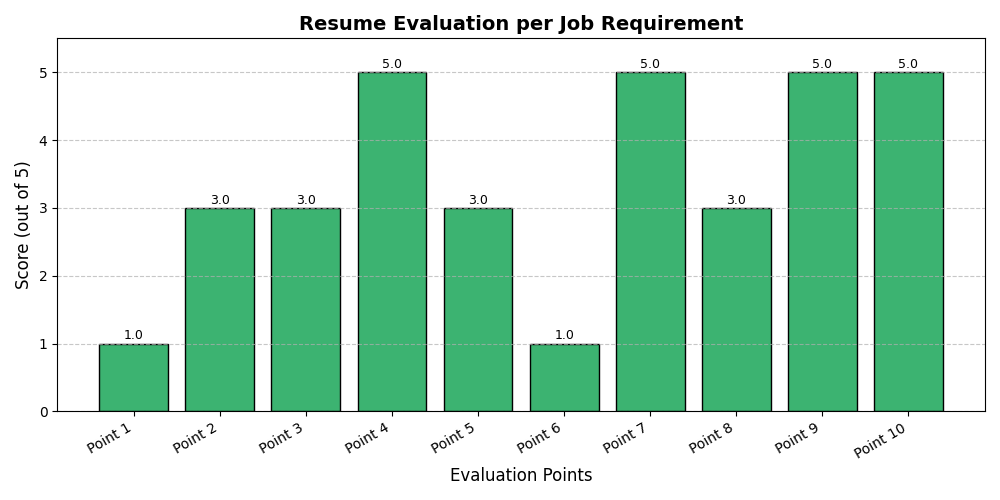 Resume Evaluation per Job Requirement
Score (out of 5)
5
4
3
2
1
0
1.0
3.0
3.0
5.0
3.0
1.0
5.0
3.0
5.0
5.0
Point 1
Point 2
Point 3
Point 4
Point 5
Point 6
Point 7
Point 8
Point 9
Point 10
Evaluation Points